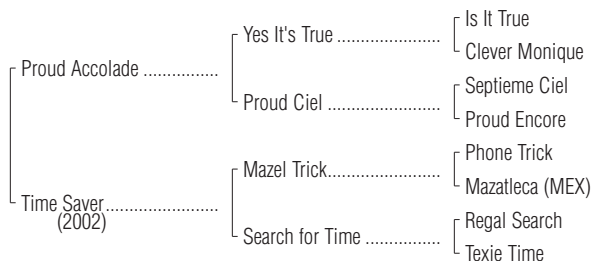 Is It True
Yes It's True ......................
Clever Monique
Proud Accolade ................
Septieme Ciel
Proud Ciel ........................
Proud Encore
Phone Trick
Mazel Trick........................
Mazatleca (MEX)
Time Saver........................
(2002)
Regal Search
Search for Time ................
Texie Time